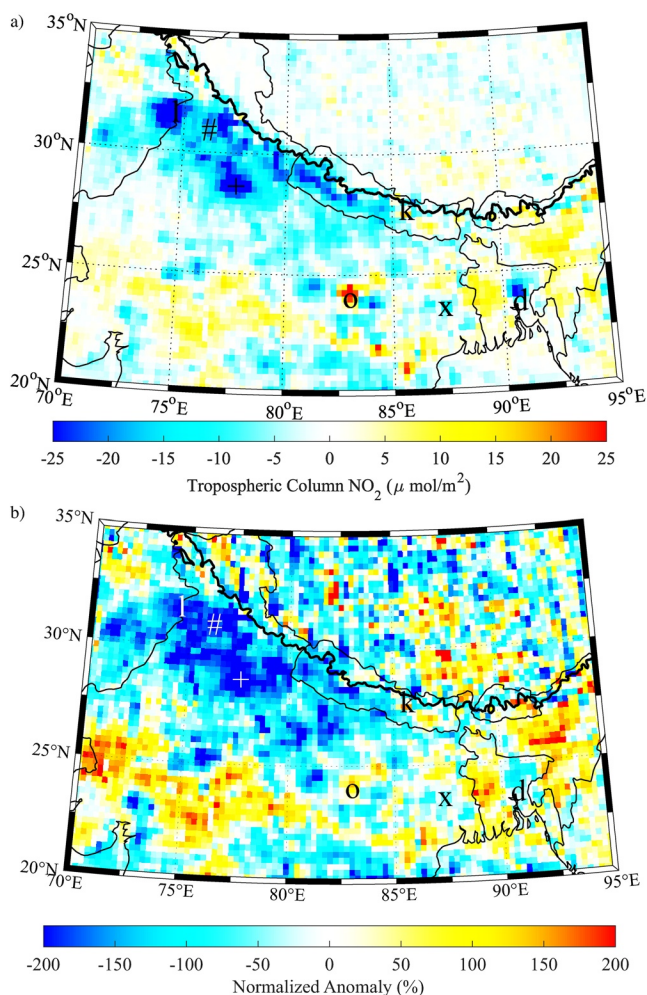 a)
35°N
30°N
25°N
20°N
70°E 75°E 80°E 85°E 90°E 95°E
l
#
+
k
o
x
d
-25 -20 -15 -10 -5 0 5 10 15 20 25
Tropospheric Column NO₂ (μ mol/m²)
b)
35°N
30°N
25°N
20°N
70°E 75°E 80°E 85°E 90°E 95°E
l
#
+
k
o
x
d
-200 -150 -100 -50 0 50 100 150 200
Normalized Anomaly (%)